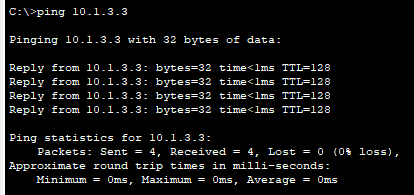 C:\>ping 10.1.3.3
Pinging 10.1.3.3 with 32 bytes of data:
Reply from 10.1.3.3: bytes=32 time<1ms TTL=128
Reply from 10.1.3.3: bytes=32 time<1ms TTL=128
Reply from 10.1.3.3: bytes=32 time<1ms TTL=128
Reply from 10.1.3.3: bytes=32 time<1ms TTL=128
Ping statistics for 10.1.3.3:
    Packets: Sent = 4, Received = 4, Lost = 0 (0% loss),
Approximate round trip times in milli-seconds:
    Minimum = 0ms, Maximum = 0ms, Average = 0ms